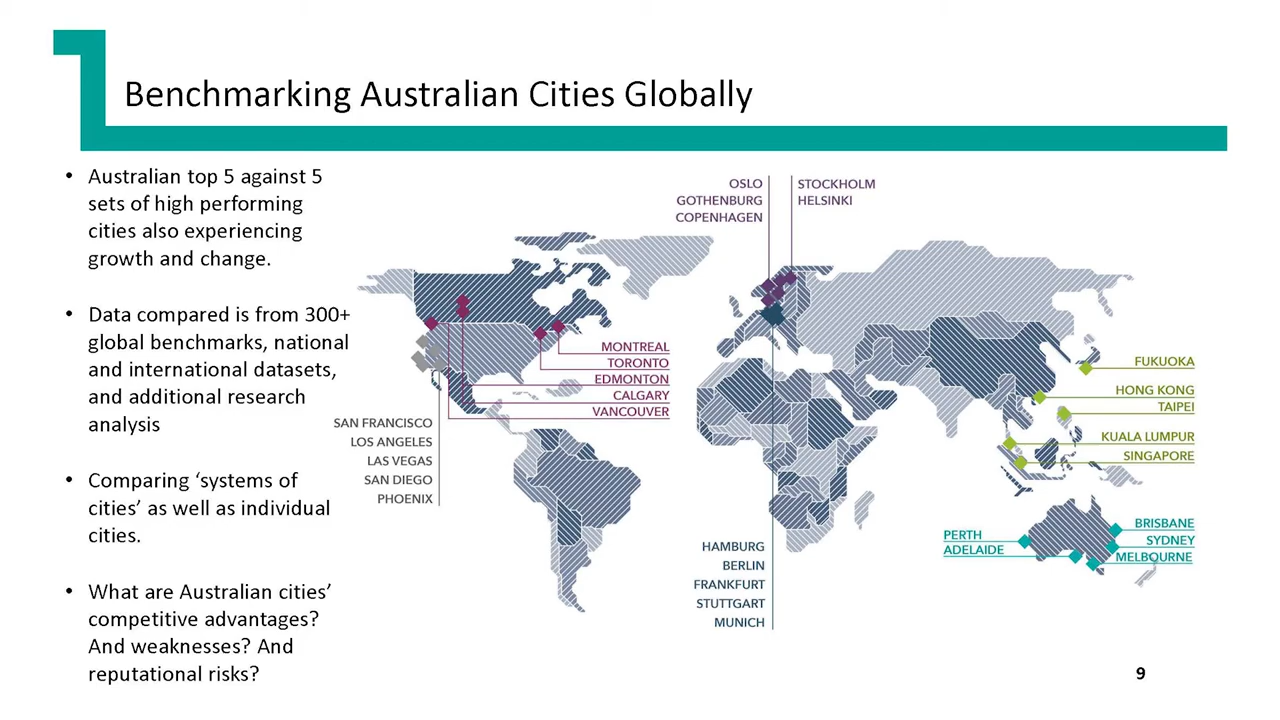 Benchmarking Australian Cities Globally
• Australian top 5 against 5
sets of high performing
cities also experiencing
growth and change.
• Data compared is from 300+
global benchmarks, national
and international datasets,
and additional research
analysis
• Comparing ‘systems of
cities’ as well as individual
cities.
• What are Australian cities’
competitive advantages?
And weaknesses? And
reputational risks?
OSLO
GOTHENBURG
COPENHAGEN
STOCKHOLM
HELSINKI
MONTREAL
TORONTO
EDMONTON
CALGARY
VANCOUVER
SAN FRANCISCO
LOS ANGELES
LAS VEGAS
SAN DIEGO
PHOENIX
HAMBURG
BERLIN
FRANKFURT
STUTTGART
MUNICH
FUKUOKA
HONG KONG
TAIPEI
KUALA LUMPUR
SINGAPORE
PERTH
ADELAIDE
BRISBANE
SYDNEY
MELBOURNE
9